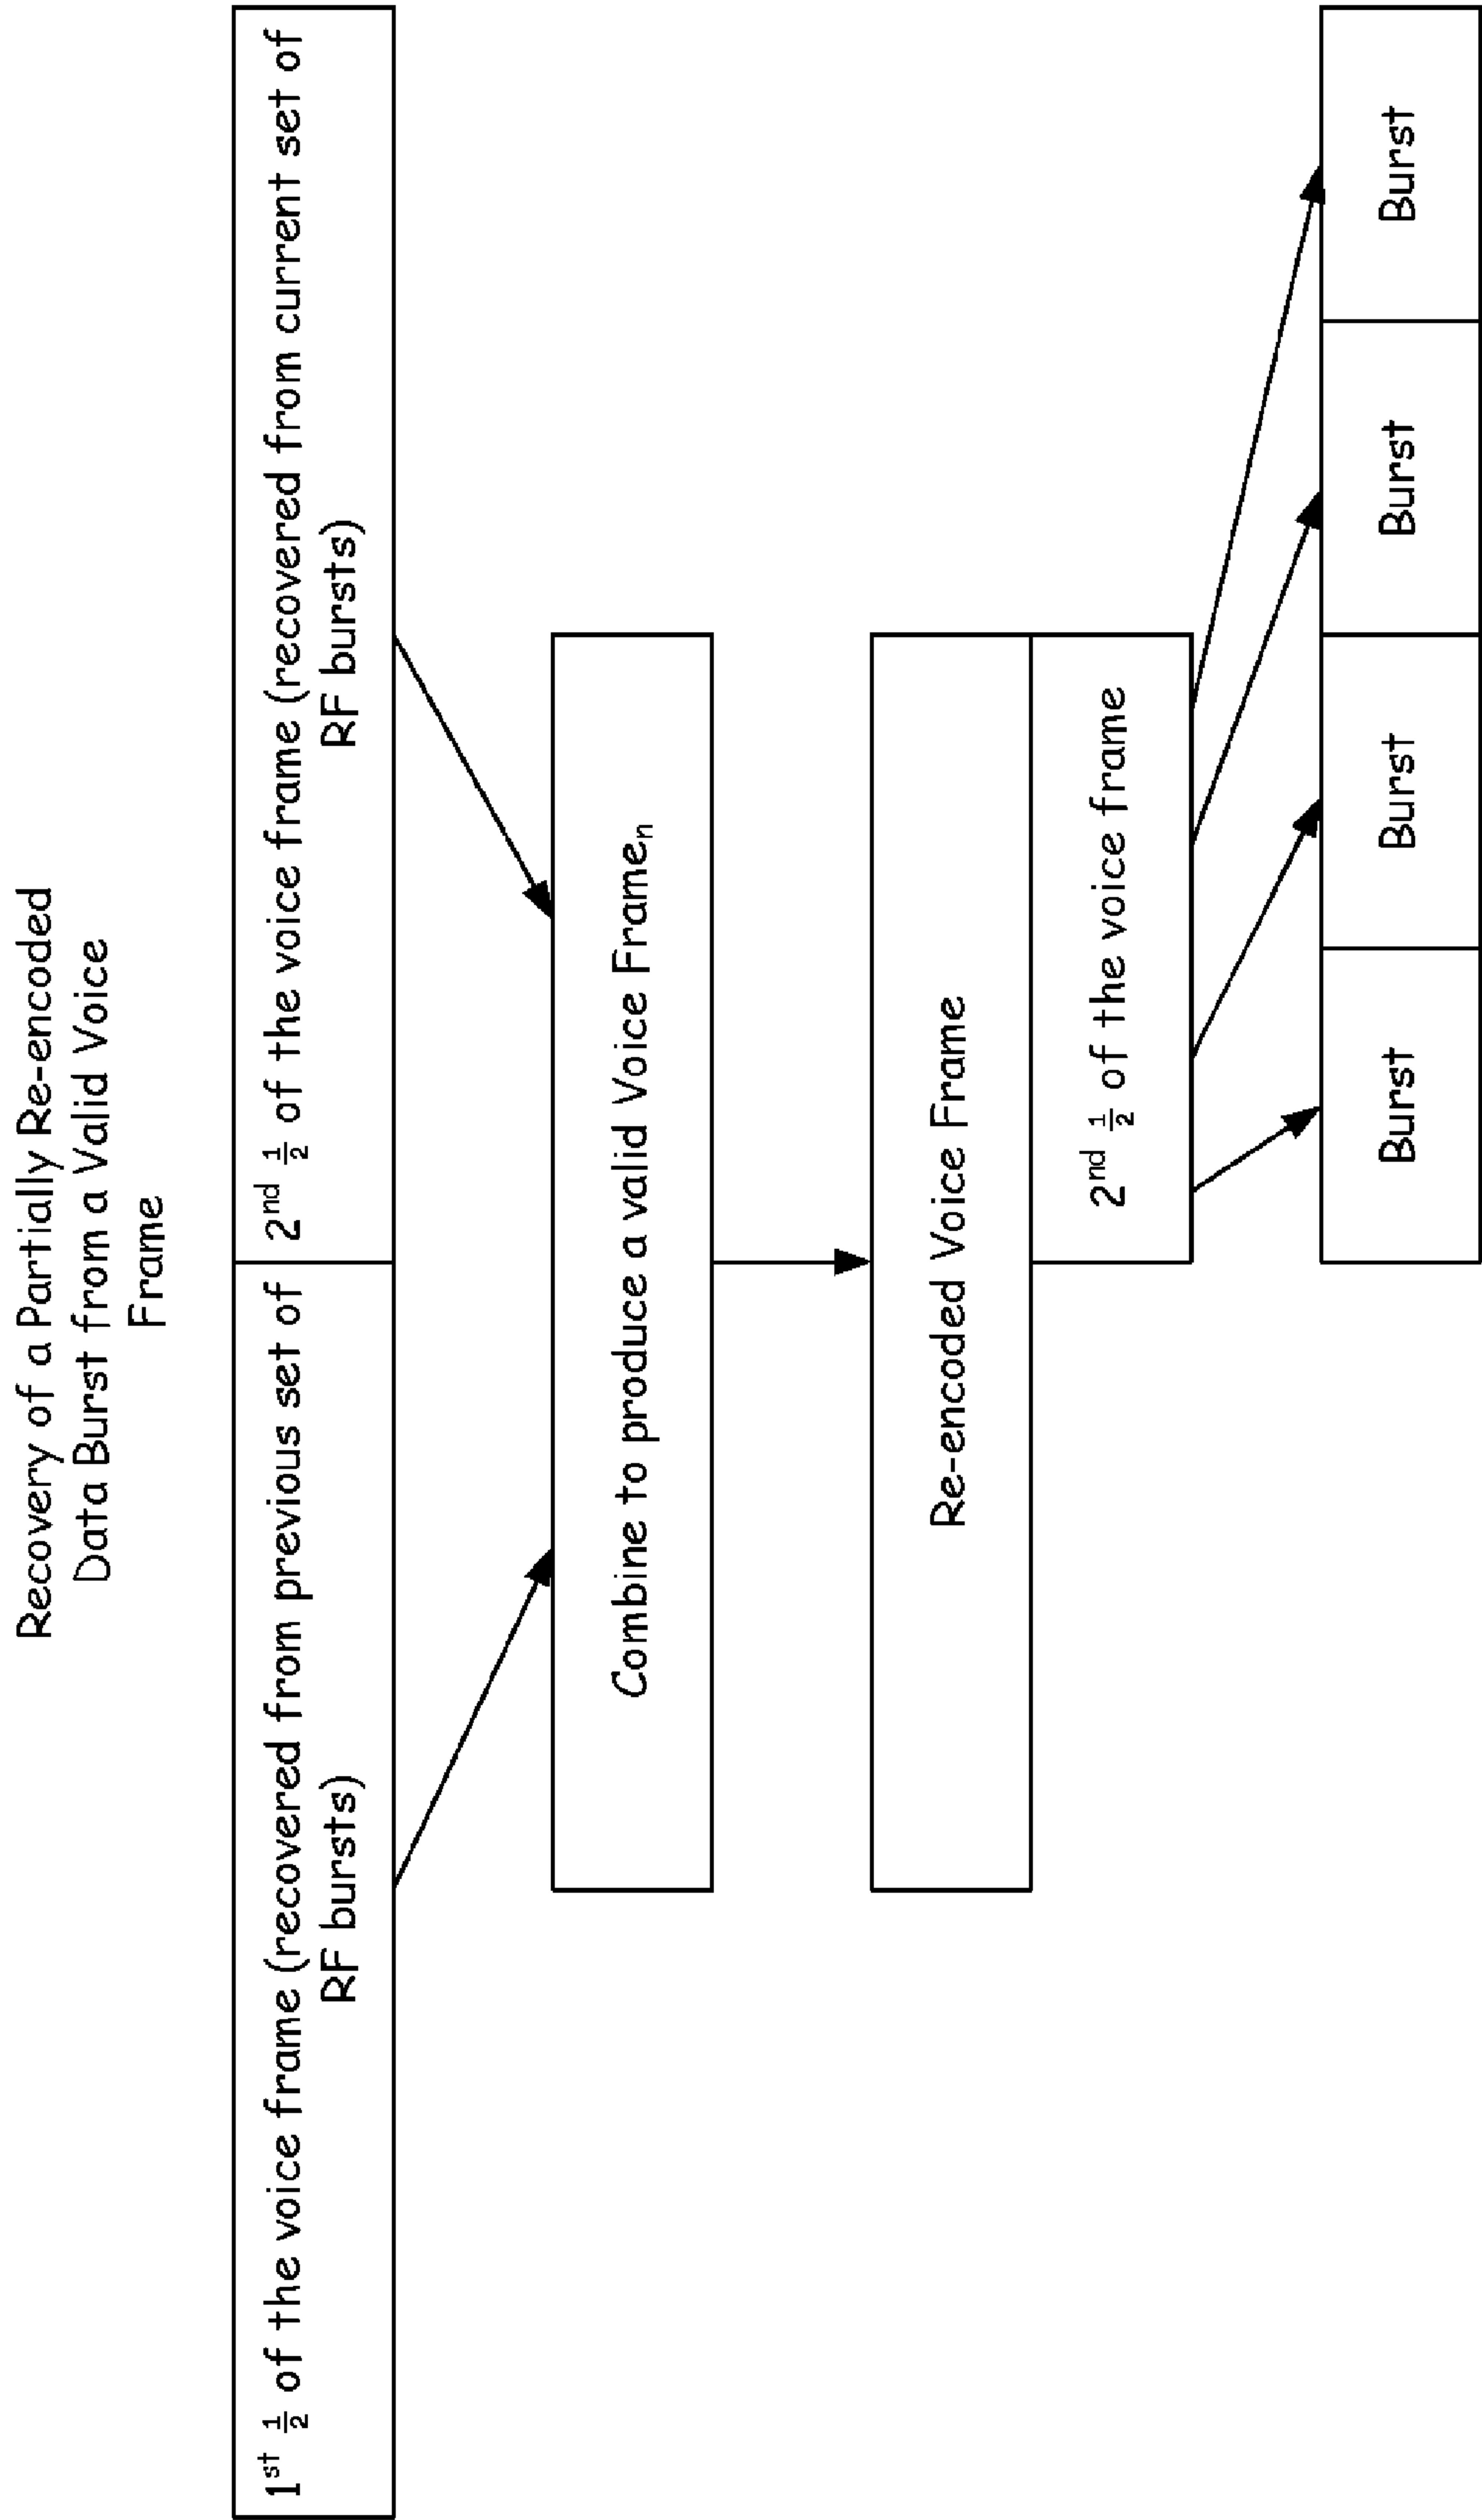 Recovery of a Partially Re-encoded
Data Burst from a Valid Voice
Frame
1st 1/2 of the voice frame (recovered from previous set of
RF bursts)
2nd 1/2 of the voice frame (recovered from current set of
RF bursts)
Combine to produce a valid Voice Frameₙ
Re-encoded Voice Frame
2nd 1/2 of the voice frame
Burst
Burst
Burst
Burst